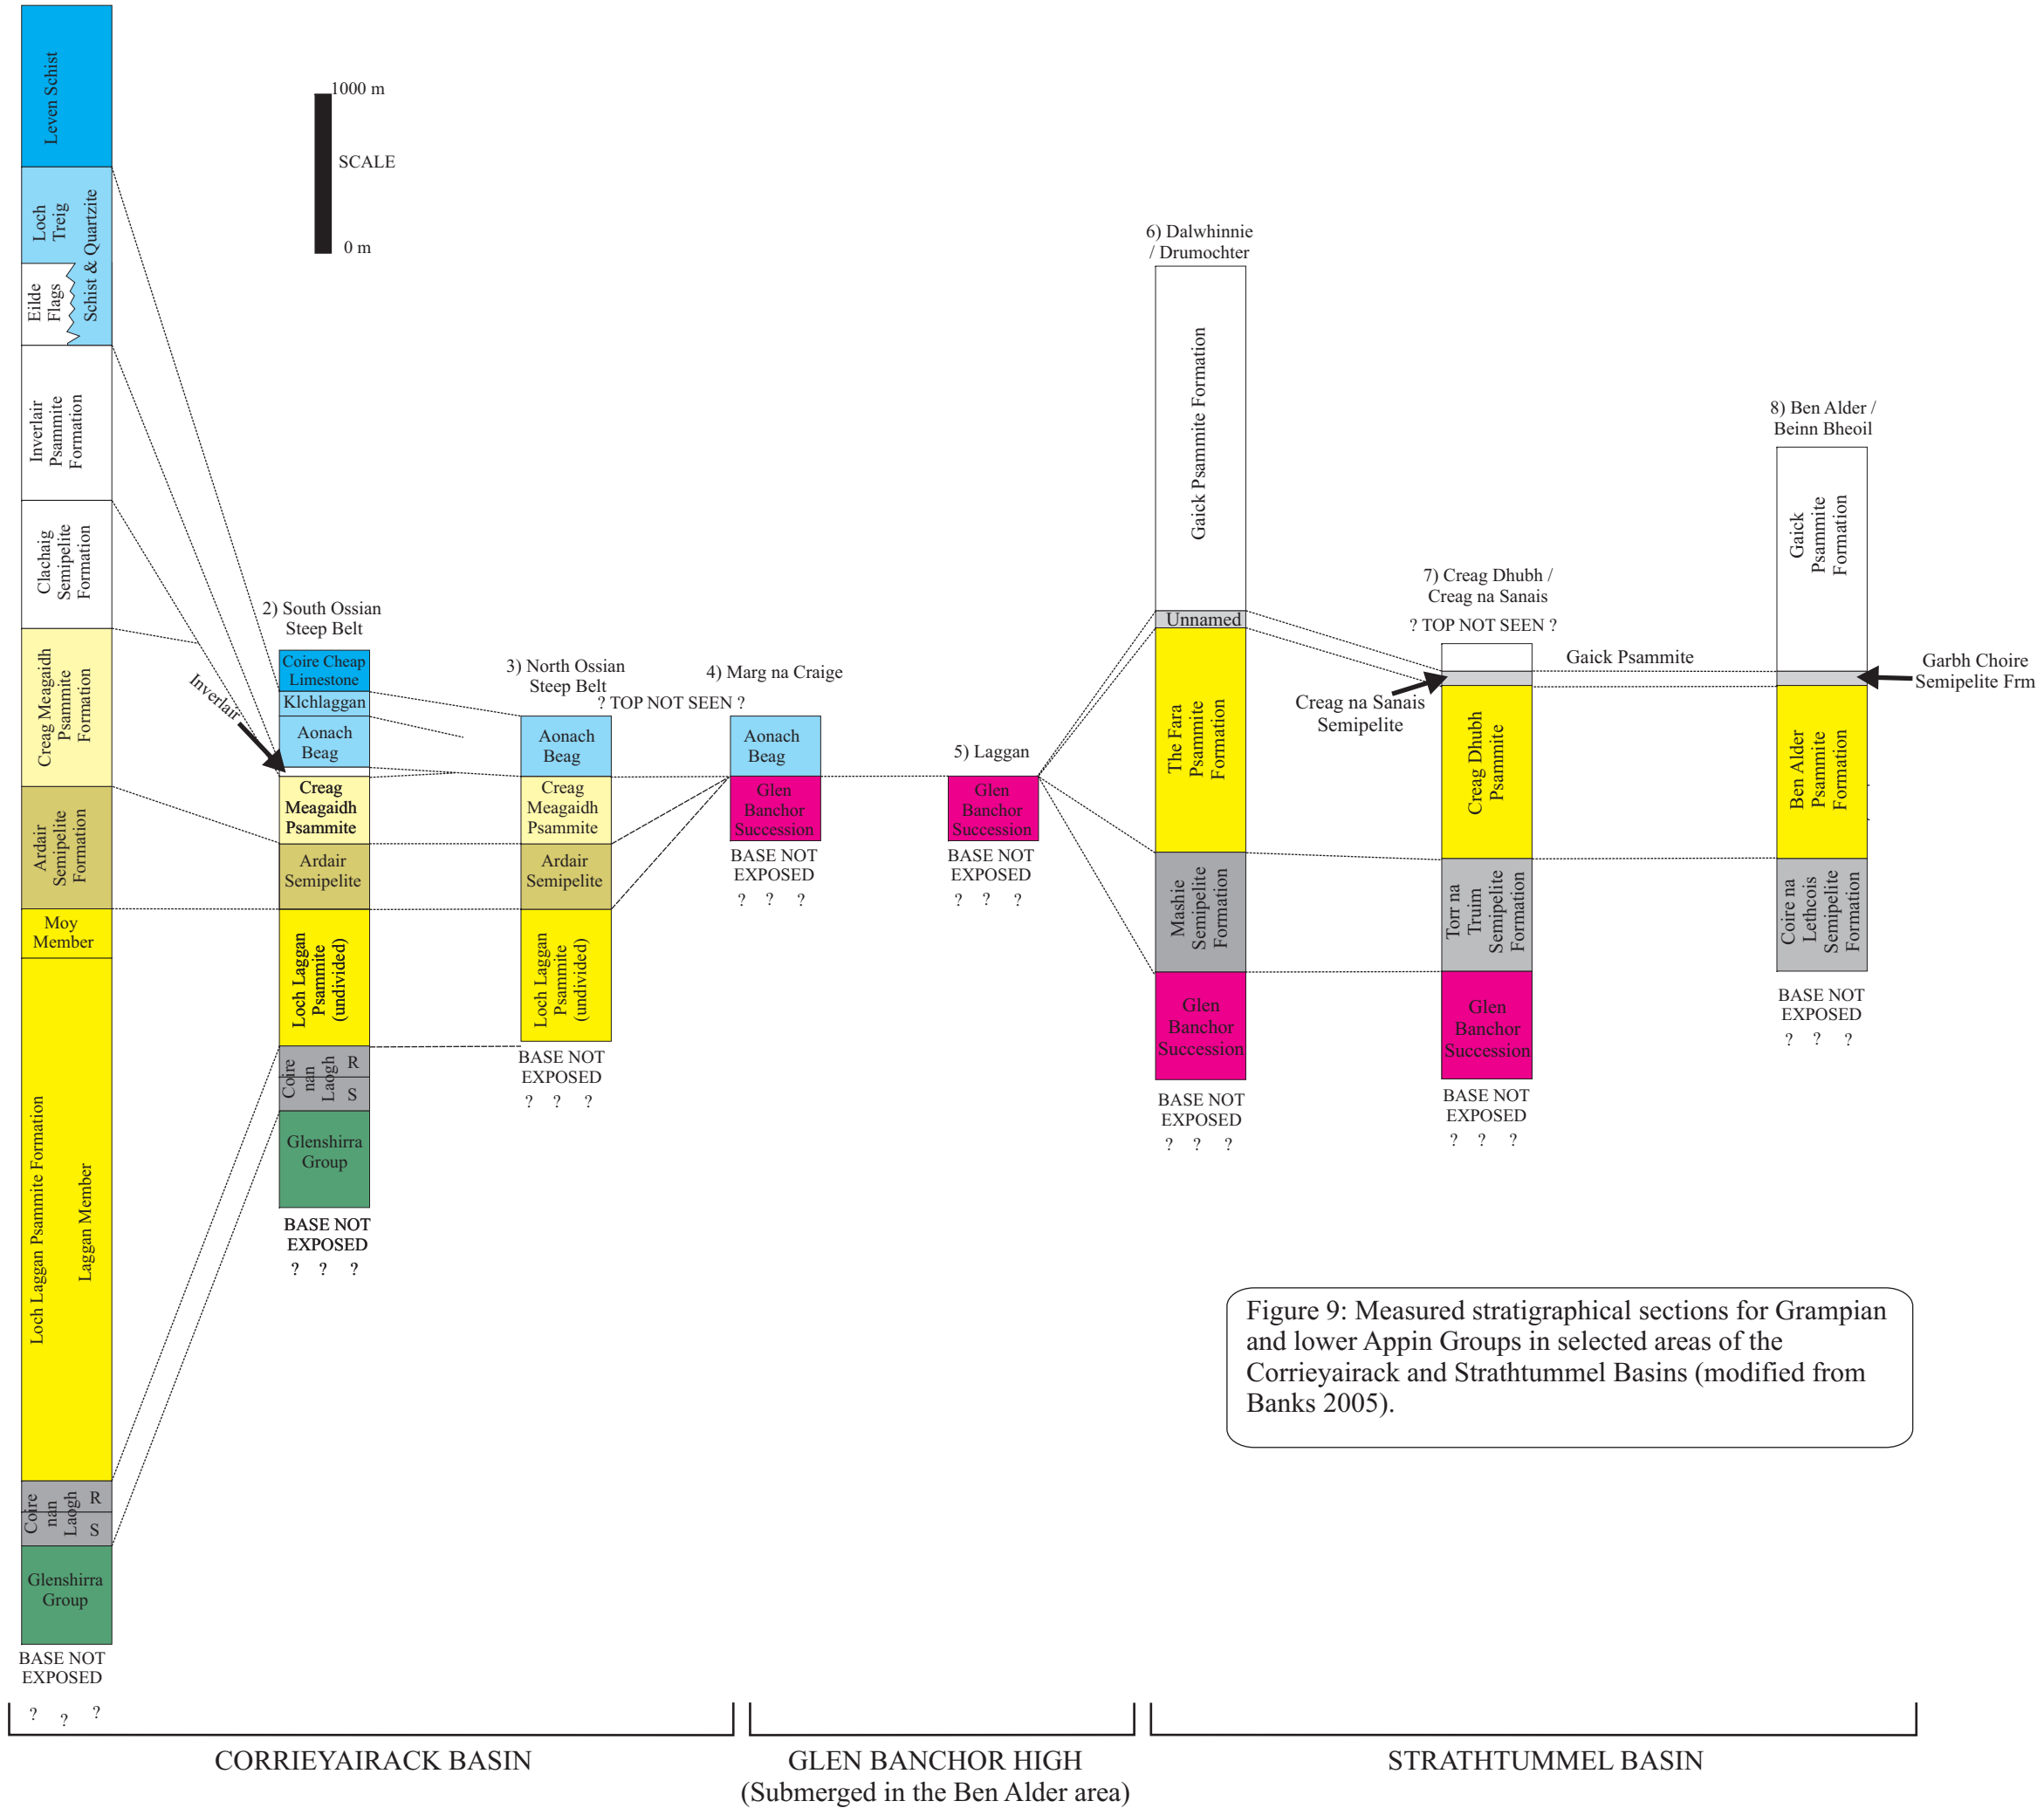 Leven Schist
Loch
Treig
Schist & Quartzite
Eilde
Flags
Inverlair
Psammite
Formation
Clachaig
Semipelite
Formation
Creag Meagaidh
Psammite
Formation
Ardair
Semipelite
Formation
Moy
Member
Loch Laggan Psammite Formation
Laggan Member
Coire
nan
Laogh
R
S
Glenshirra
Group
BASE NOT
EXPOSED
? ? ?
1000 m
SCALE
0 m
2) South Ossian
Steep Belt
Coire Cheap
Limestone
Klchlaggan
Aonach
Beag
Inverlair
Creag
Meagaidh
Psammite
Ardair
Semipelite
Loch Laggan
Psammite
(undivided)
Coire
nan
Laogh
R
S
Glenshirra
Group
BASE NOT
EXPOSED
? ? ?
3) North Ossian
Steep Belt
? TOP NOT SEEN ?
Aonach
Beag
Creag
Meagaidh
Psammite
Ardair
Semipelite
Loch Laggan
Psammite
(undivided)
BASE NOT
EXPOSED
? ? ?
4) Marg na Craige
Aonach
Beag
Glen
Banchor
Succession
BASE NOT
EXPOSED
? ? ?
5) Laggan
Glen
Banchor
Succession
BASE NOT
EXPOSED
? ? ?
6) Dalwhinnie
/ Drumochter
Gaick Psammite Formation
Unnamed
The Fara
Psammite
Formation
Mashie
Semipelite
Formation
Glen
Banchor
Succession
BASE NOT
EXPOSED
? ? ?
7) Creag Dhubh /
Creag na Sanais
? TOP NOT SEEN ?
Gaick Psammite
Creag na Sanais
Semipelite
Creag Dhubh
Psammite
Torr na
Truim
Semipelite
Formation
Glen
Banchor
Succession
BASE NOT
EXPOSED
? ? ?
8) Ben Alder /
Beinn Bheoil
Gaick
Psammite
Formation
Garbh Choire
Semipelite Frm
Ben Alder
Psammite
Formation
Coire na
Lethcois
Semipelite
Formation
BASE NOT
EXPOSED
? ? ?
Figure 9: Measured stratigraphical sections for Grampian
and lower Appin Groups in selected areas of the
Corrieyairack and Strathtummel Basins (modified from
Banks 2005).
CORRIEYAIRACK BASIN
GLEN BANCHOR HIGH
(Submerged in the Ben Alder area)
STRATHTUMMEL BASIN